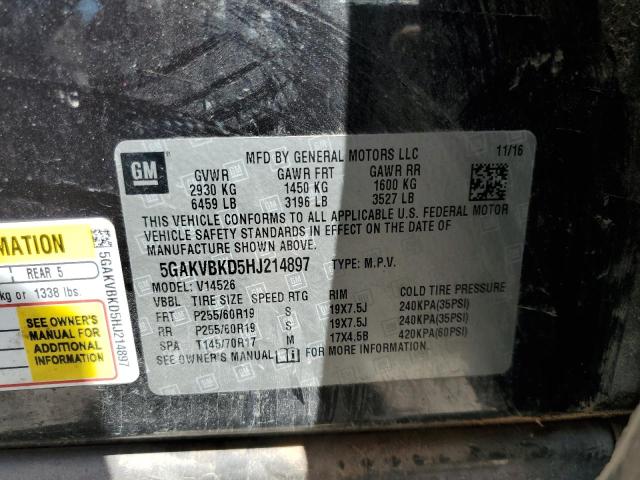 GM
MFD BY GENERAL MOTORS LLC 11/16
GVWR GAWR FRT GAWR RR
2930 KG 1450 KG 1600 KG
6459 LB 3196 LB 3527 LB
THIS VEHICLE CONFORMS TO ALL APPLICABLE U.S. FEDERAL MOTOR
VEHICLE SAFETY STANDARDS IN EFFECT ON THE DATE OF
MANUFACTURE SHOWN ABOVE.
5GAKVBKD5HJ214897 TYPE: M.P.V.
MODEL: V14526
VBBL TIRE SIZE SPEED RTG RIM COLD TIRE PRESSURE
FRT P255/60R19 S 19X7.5J 240KPA(35PSI)
RR P255/60R19 S 19X7.5J 240KPA(35PSI)
SPA T145/70R17 M 17X4.5B 420KPA(60PSI)
SEE OWNER'S MANUAL FOR MORE INFORMATION.
MATION
REAR 5
kg or 1338 lbs.
SEE OWNER'S
MANUAL FOR
ADDITIONAL
INFORMATION
5GAKVBKD5HJ214897